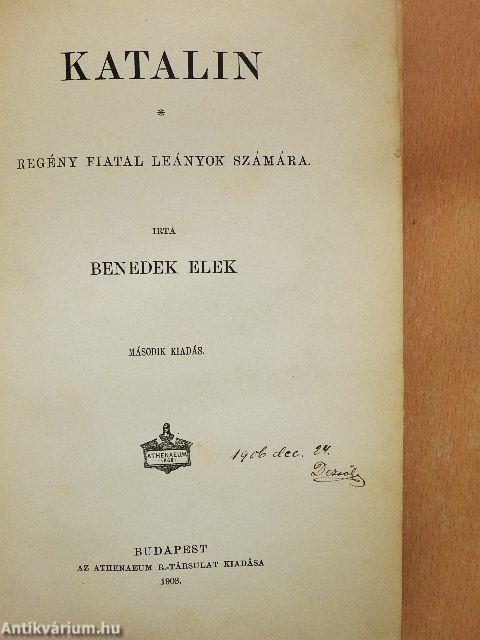 KATALIN
*
REGÉNY FIATAL LEÁNYOK SZÁMÁRA.
IRTA
BENEDEK ELEK
MÁSODIK KIADÁS.
ATHENAEUM
1906 dec. 24.
Dezső
BUDAPEST
AZ ATHENAEUM R.-TÁRSULAT KIADÁSA
1903.
Antikvárium.hu